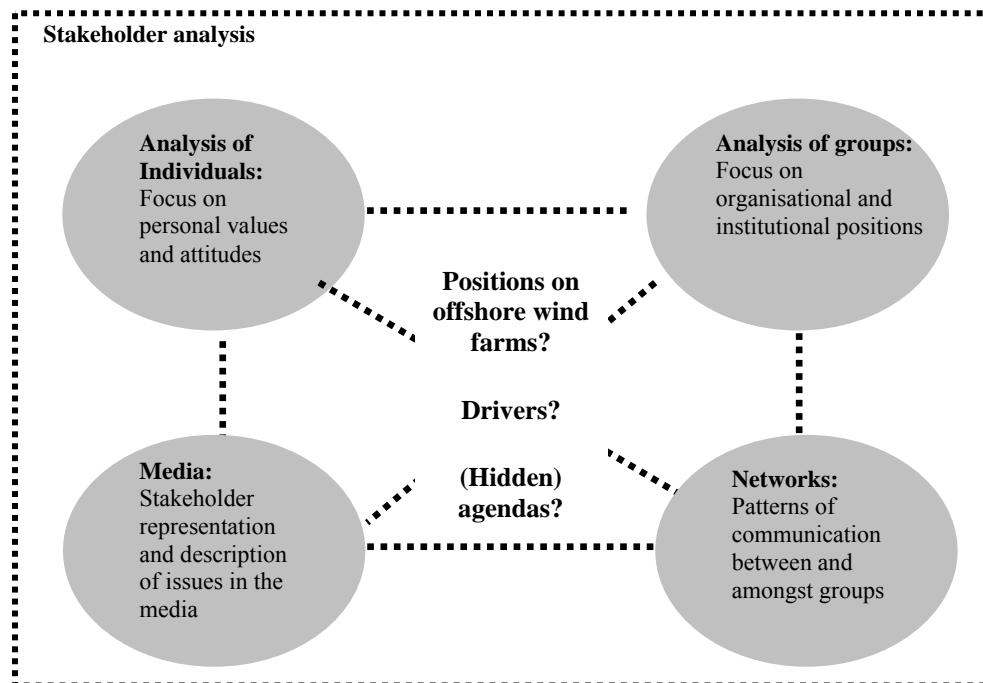 Stakeholder analysis
Analysis of
Individuals:
Focus on
personal values
and attitudes
Analysis of groups:
Focus on
organisational and
institutional positions
Positions on
offshore wind
farms?
Drivers?
(Hidden)
agendas?
Media:
Stakeholder
representation
and description
of issues in the
media
Networks:
Patterns of
communication
between and
amongst groups